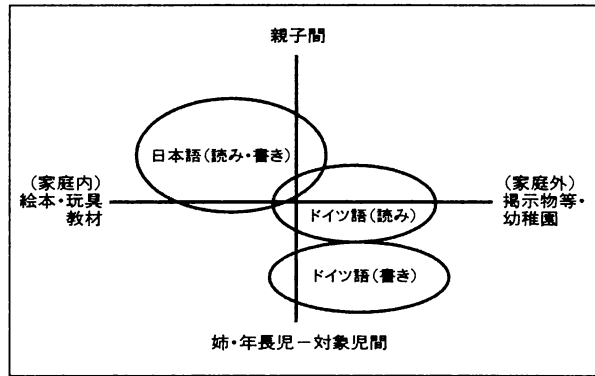 親子間
日本語(読み・書き)
(家庭内)
絵本・玩具
教材
(家庭外)
掲示物等・
幼稚園
ドイツ語(読み)
ドイツ語(書き)
姉・年長児－対象児間